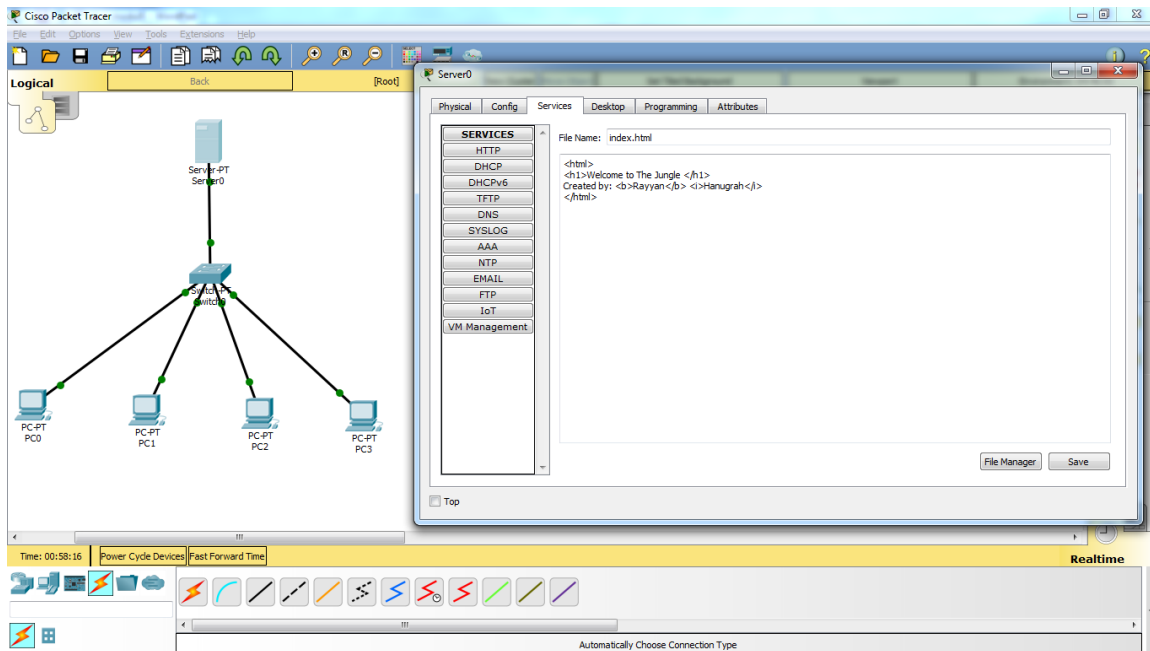 Cisco Packet Tracer
File Edit Options View Tools Extensions Help
Logical
Back
[Root]
Server-PT
Server0
Switch-PT
Switch0
PC-PT
PC0
PC-PT
PC1
PC-PT
PC2
PC-PT
PC3
Server0
Physical Config Services Desktop Programming Attributes
SERVICES
HTTP
DHCP
DHCPv6
TFTP
DNS
SYSLOG
AAA
NTP
EMAIL
FTP
IoT
VM Management
File Name: index.html
<html>
<h1>Welcome to The Jungle </h1>
Created by: <b>Rayyan</b> <i>Hanugrah</i>
</html>
File Manager Save
Top
Time: 00:58:16 Power Cycle Devices Fast Forward Time
Realtime
Automatically Choose Connection Type